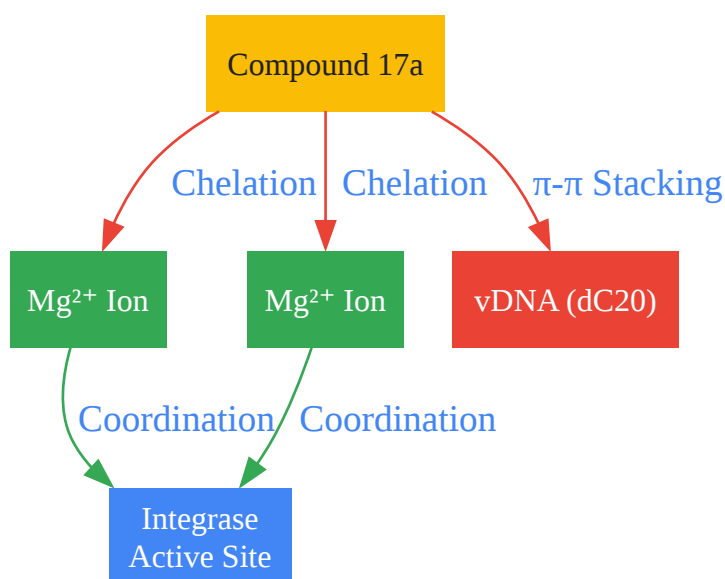 Compound 17a
Chelation
Chelation
π-π Stacking
Mg²⁺ Ion
Mg²⁺ Ion
vDNA (dC20)
Coordination
Coordination
Integrase
Active Site